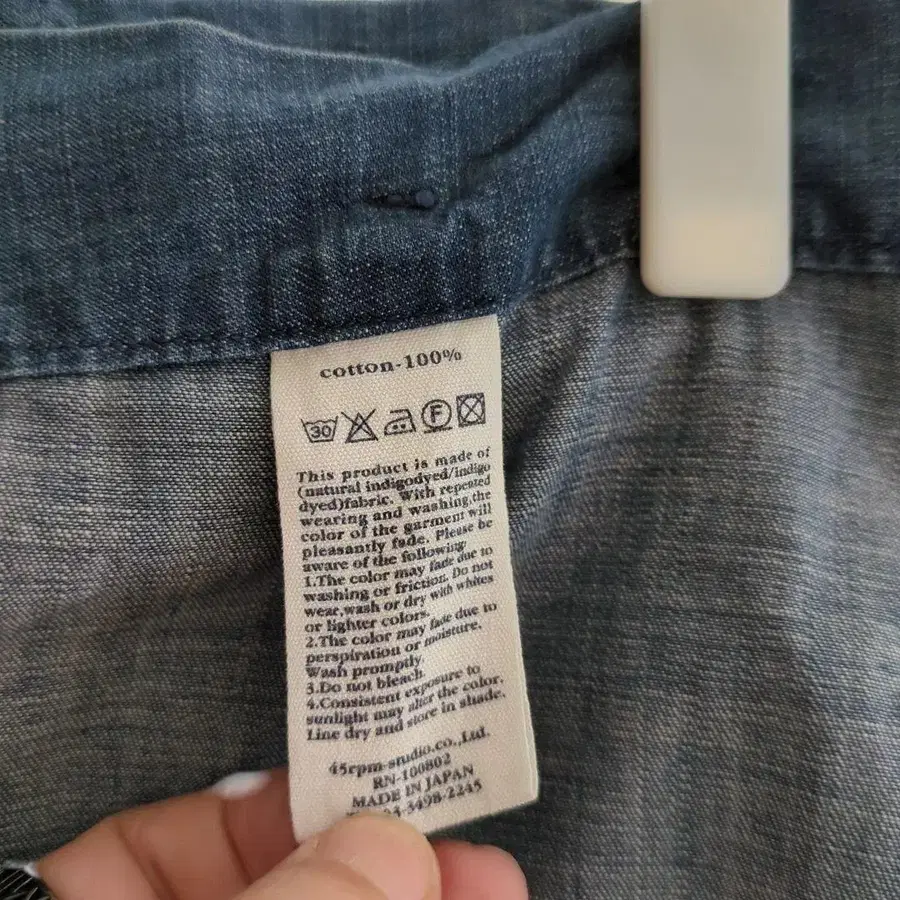 cotton-100%
30 F
This product is made of
(natural indigodyed/indigo
dyed)fabric. With repeated
wearing and washing,the
color of the garment will
pleasantly fade. Please be
aware of the following:
1.The color may fade due to
washing or friction. Do not
wear,wash or dry with whites
or lighter colors.
2.The color may fade due to
perspiration or moisture.
Wash promptly.
3.Do not bleach.
4.Consistent exposure to
sunlight may alter the color.
Line dry and store in shade.
45rpm-studio.co.,Ltd.
RN-100802
MADE IN JAPAN
-3498-2245